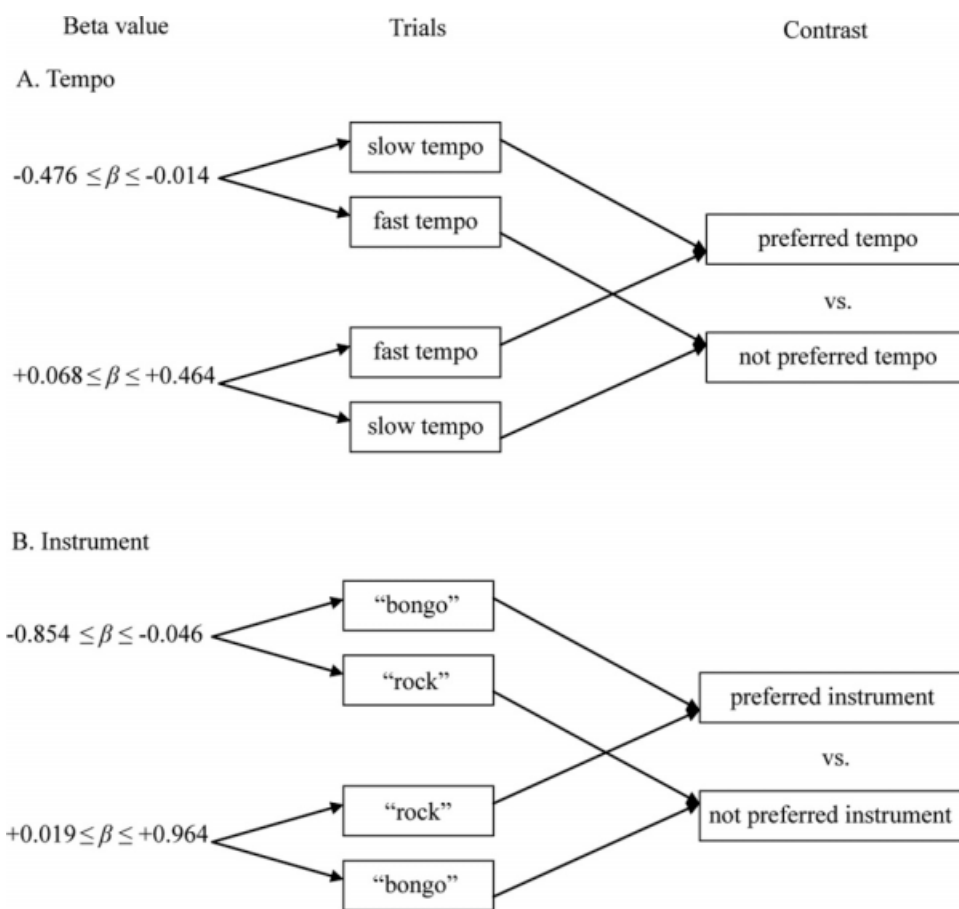 Beta value Trials Contrast
A. Tempo
slow tempo
-0.476 ≤ β ≤ -0.014
fast tempo
preferred tempo
vs.
fast tempo
not preferred tempo
+0.068 ≤ β ≤ +0.464
slow tempo
B. Instrument
“bongo”
-0.854 ≤ β ≤ -0.046
“rock”
preferred instrument
vs.
“rock”
not preferred instrument
+0.019 ≤ β ≤ +0.964
“bongo”